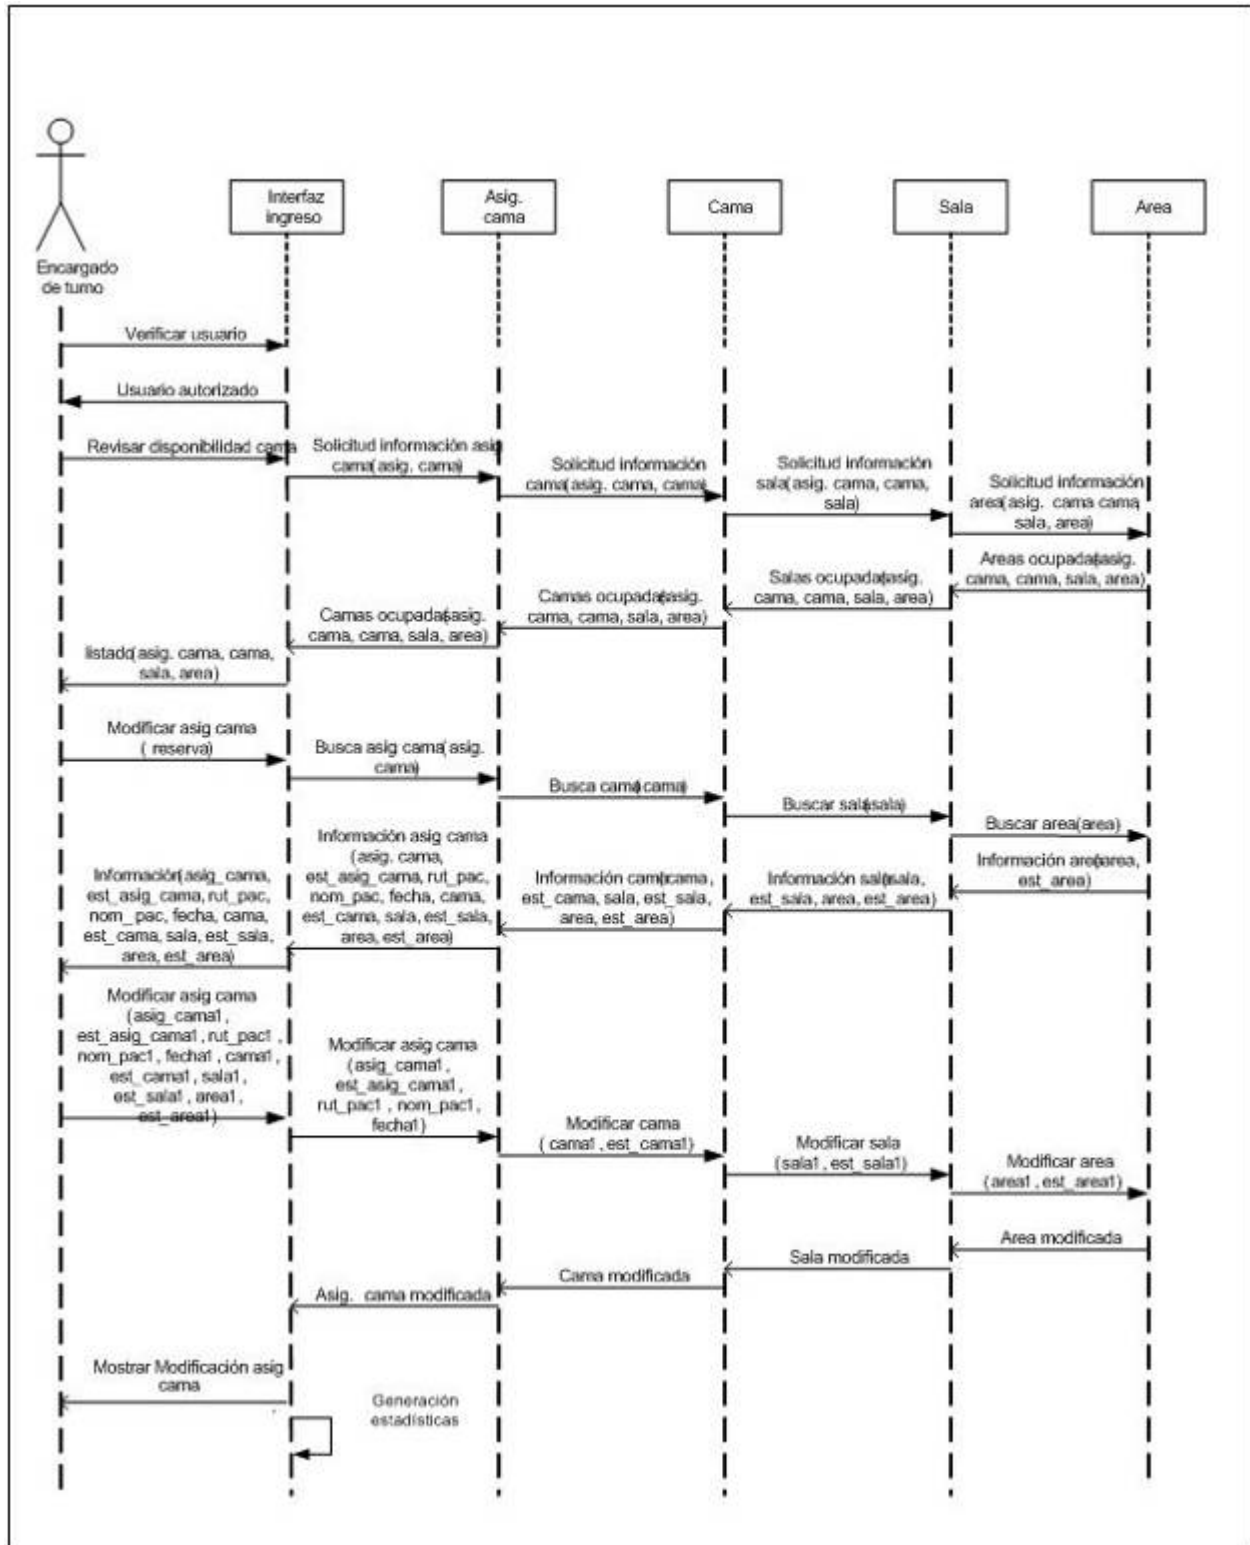 Encargado
de turno
Interfaz
ingreso
Asig.
cama
Cama
Sala
Area
Verificar usuario
Usuario autorizado
Revisar disponibilidad cama
Solicitud información asig
cama(asig. cama)
Solicitud información
cama(asig. cama, cama)
Solicitud información
sala(asig. cama, cama,
sala)
Solicitud información
area(asig. cama cama,
sala, area)
Areas ocupadas(asig.
cama, cama, sala, area)
Salas ocupadas(asig.
cama, cama, sala, area)
Camas ocupadas(asig.
cama, cama, sala, area)
Camas ocupadas(asig.
cama, cama, sala, area)
listado(asig. cama, cama,
sala, area)
Modificar asig cama
( reserva)
Busca asig cama(asig.
cama)
Busca cama(cama)
Buscar sala(sala)
Buscar area(area)
Información area(area,
est_area)
Información sala(sala,
est_sala, area, est_area)
Información cama(cama,
est_cama, sala, est_sala,
area, est_area)
Información asig cama
(asig. cama,
est_asig_cama, rut_pac,
nom_pac, fecha, cama,
est_cama, sala, est_sala,
area, est_area)
Información(asig_cama,
est_asig_cama, rut_pac,
nom_pac, fecha, cama,
est_cama, sala, est_sala,
area, est_area)
Modificar asig cama
(asig_cama1,
est_asig_cama1, rut_pac1,
nom_pac1, fecha1, cama1,
est_cama1, sala1,
est_sala1, area1,
est_area1)
Modificar asig cama
(asig_cama1,
est_asig_cama1,
rut_pac1, nom_pac1,
fecha1)
Modificar cama
( cama1, est_cama1)
Modificar sala
(sala1, est_sala1)
Modificar area
(area1, est_area1)
Area modificada
Sala modificada
Cama modificada
Asig. cama modificada
Mostrar Modificación asig
cama
Generación
estadísticas